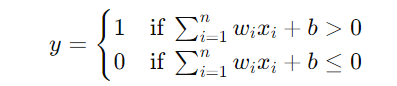 y = { 1 if ∑_{i=1}^{n} w_i x_i + b > 0
0 if ∑_{i=1}^{n} w_i x_i + b ≤ 0